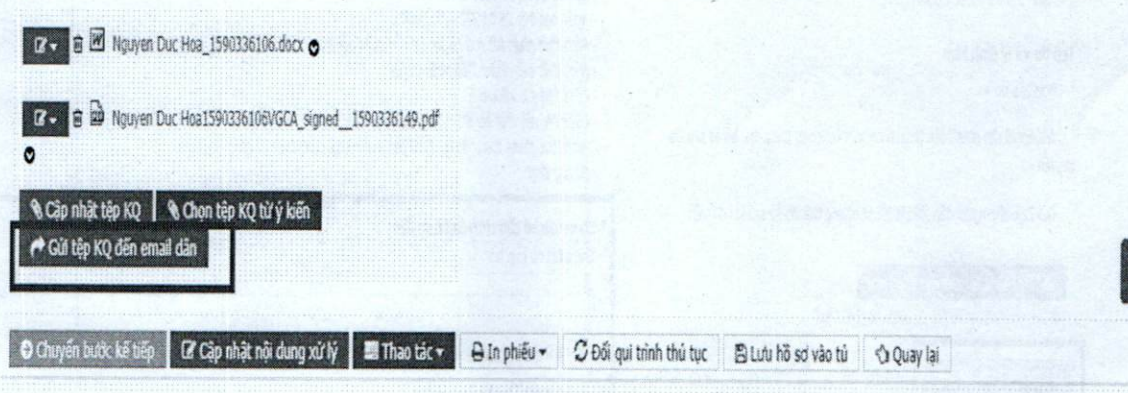 Nguyen Duc Hoa_1590336106.docx
Nguyen Duc Hoa1590336106VGCA_signed__1590336149.pdf
Cập nhật tệp KQ Chọn tệp KQ từ ý kiến
Gửi tệp KQ đến email dân
Chuyển bước kế tiếp Cập nhật nội dung xử lý Thao tác In phiếu Đổi qui trình thủ tục Lưu hồ sơ vào tủ Quay lại